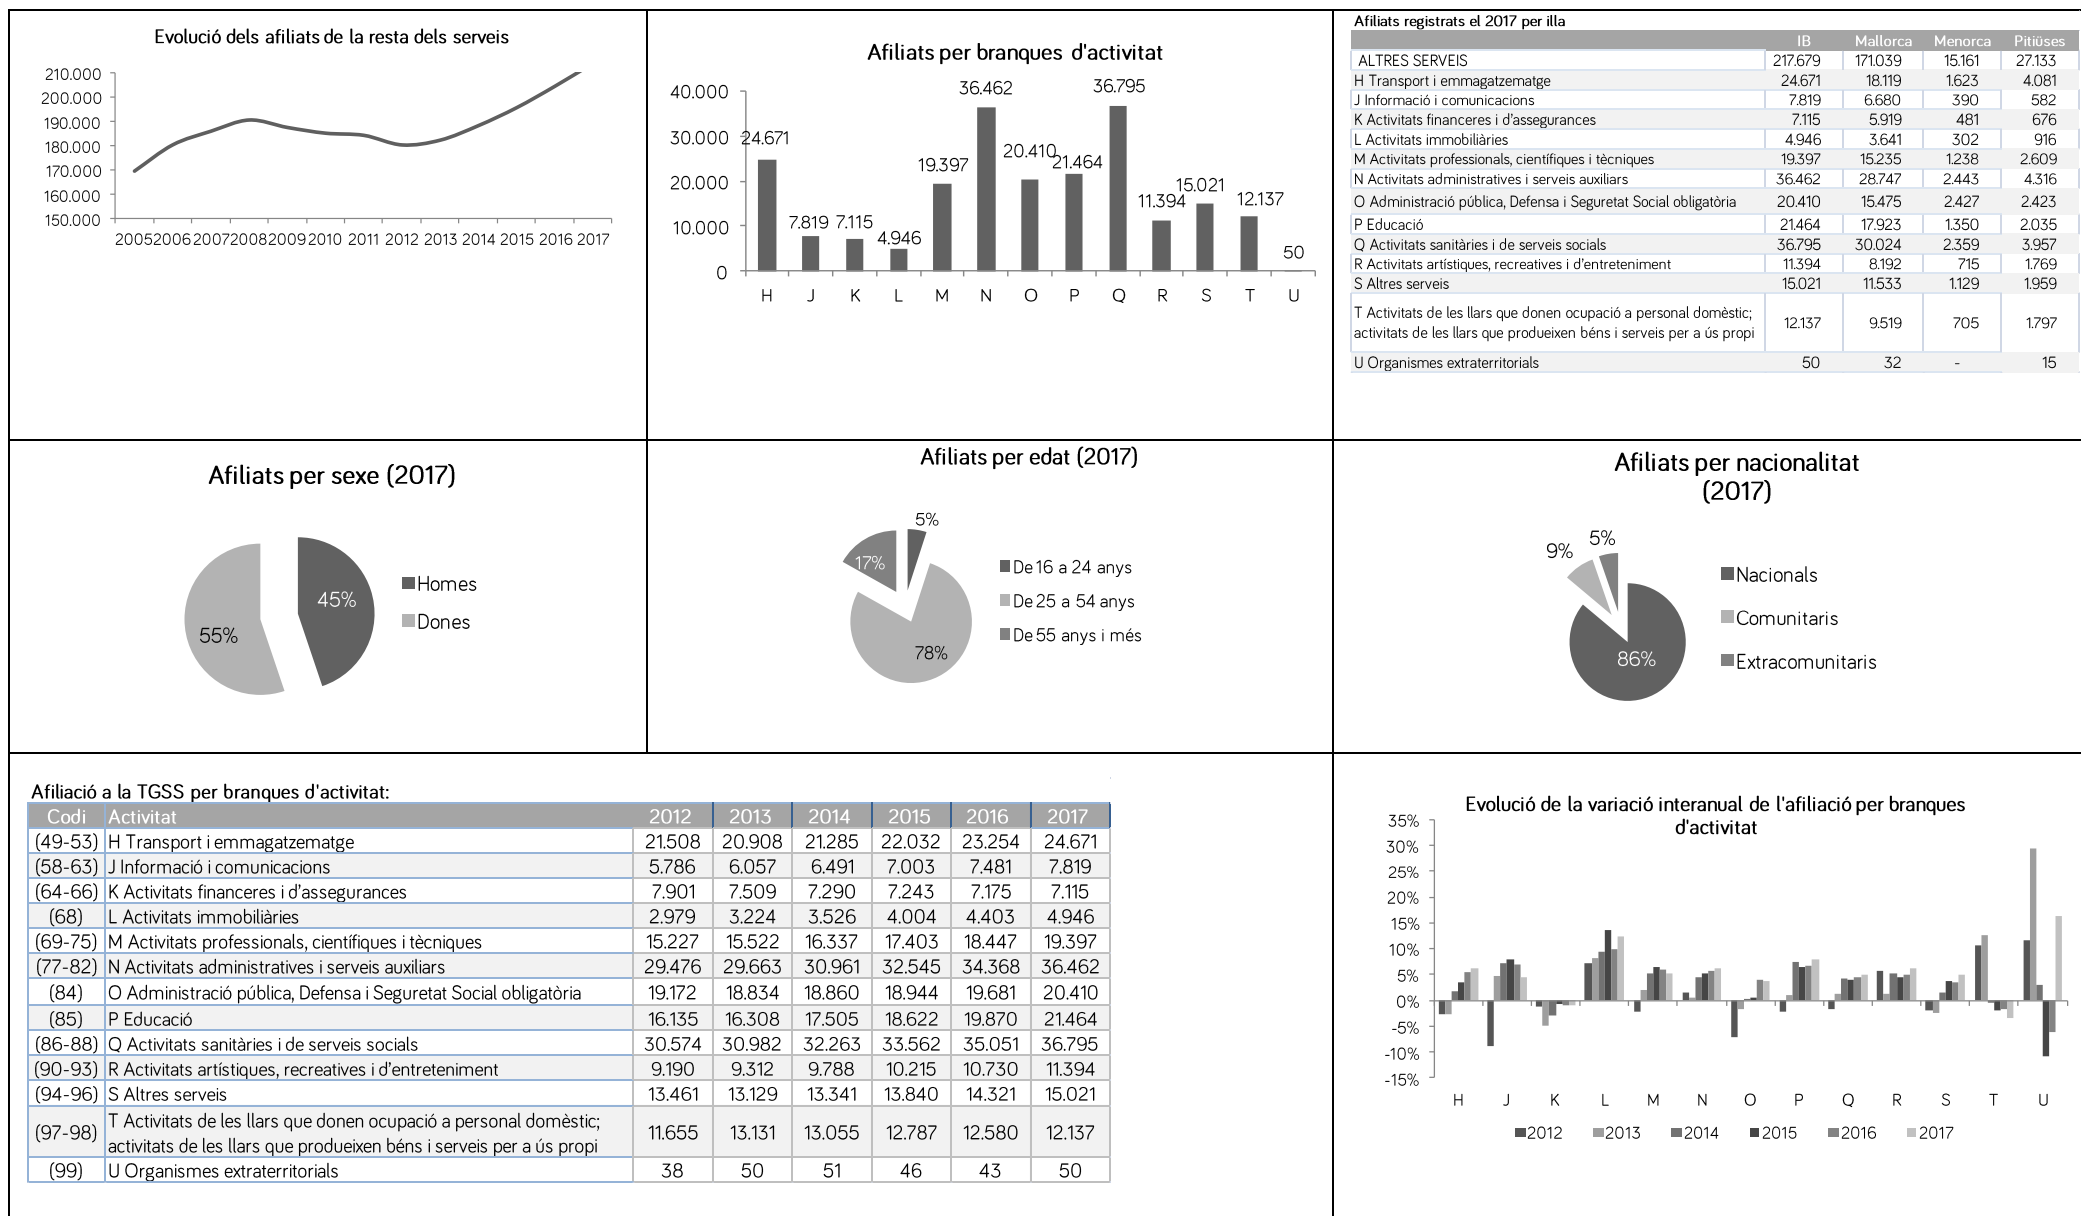 Evolució dels afiliats de la resta dels serveis
210.000
200.000
190.000
180.000
170.000
160.000
150.000
2005 2006 2007 2008 2009 2010 2011 2012 2013 2014 2015 2016 2017
Afiliats per branques d'activitat
40.000
30.000
20.000
10.000
0
24.671 7.819 7.115 4.946 19.397 36.462 20.410 21.464 36.795 11.394 15.021 12.137 50
H J K L M N O P Q R S T U
Afiliats registrats el 2017 per illa
IB Mallorca Menorca Pitiüses
ALTRES SERVEIS 217.679 171.039 15.161 27.133
H Transport i emmagatzematge 24.671 18.119 1.623 4.081
J Informació i comunicacions 7.819 6.680 390 582
K Activitats financeres i d'assegurances 7.115 5.919 481 676
L Activitats immobiliàries 4.946 3.641 302 916
M Activitats professionals, científiques i tècniques 19.397 15.235 1.238 2.609
N Activitats administratives i serveis auxiliars 36.462 28.747 2.443 4.316
O Administració pública, Defensa i Seguretat Social obligatòria 20.410 15.475 2.427 2.423
P Educació 21.464 17.923 1.350 2.035
Q Activitats sanitàries i de serveis socials 36.795 30.024 2.359 3.957
R Activitats artístiques, recreatives i d'entreteniment 11.394 8.192 715 1.769
S Altres serveis 15.021 11.533 1.129 1.959
T Activitats de les llars que donen ocupació a personal domèstic;
activitats de les llars que produeixen béns i serveis per a ús propi 12.137 9.519 705 1.797
U Organismes extraterritorials 50 32 - 15
Afiliats per sexe (2017)
45%
55%
Homes
Dones
Afiliats per edat (2017)
5%
17%
78%
De 16 a 24 anys
De 25 a 54 anys
De 55 anys i més
Afiliats per nacionalitat
(2017)
9% 5%
86%
Nacionals
Comunitaris
Extracomunitaris
Afiliació a la TGSS per branques d'activitat:
Codi Activitat 2012 2013 2014 2015 2016 2017
(49-53) H Transport i emmagatzematge 21.508 20.908 21.285 22.032 23.254 24.671
(58-63) J Informació i comunicacions 5.786 6.057 6.491 7.003 7.481 7.819
(64-66) K Activitats financeres i d'assegurances 7.901 7.509 7.290 7.243 7.175 7.115
(68) L Activitats immobiliàries 2.979 3.224 3.526 4.004 4.403 4.946
(69-75) M Activitats professionals, científiques i tècniques 15.227 15.522 16.337 17.403 18.447 19.397
(77-82) N Activitats administratives i serveis auxiliars 29.476 29.663 30.961 32.545 34.368 36.462
(84) O Administració pública, Defensa i Seguretat Social obligatòria 19.172 18.834 18.860 18.944 19.681 20.410
(85) P Educació 16.135 16.308 17.505 18.622 19.870 21.464
(86-88) Q Activitats sanitàries i de serveis socials 30.574 30.982 32.263 33.562 35.051 36.795
(90-93) R Activitats artístiques, recreatives i d'entreteniment 9.190 9.312 9.788 10.215 10.730 11.394
(94-96) S Altres serveis 13.461 13.129 13.341 13.840 14.321 15.021
(97-98) T Activitats de les llars que donen ocupació a personal domèstic;
activitats de les llars que produeixen béns i serveis per a ús propi 11.655 13.131 13.055 12.787 12.580 12.137
(99) U Organismes extraterritorials 38 50 51 46 43 50
Evolució de la variació interanual de l'afiliació per branques
d'activitat
35%
30%
25%
20%
15%
10%
5%
0%
-5%
-10%
-15%
H J K L M N O P Q R S T U
2012 2013 2014 2015 2016 2017